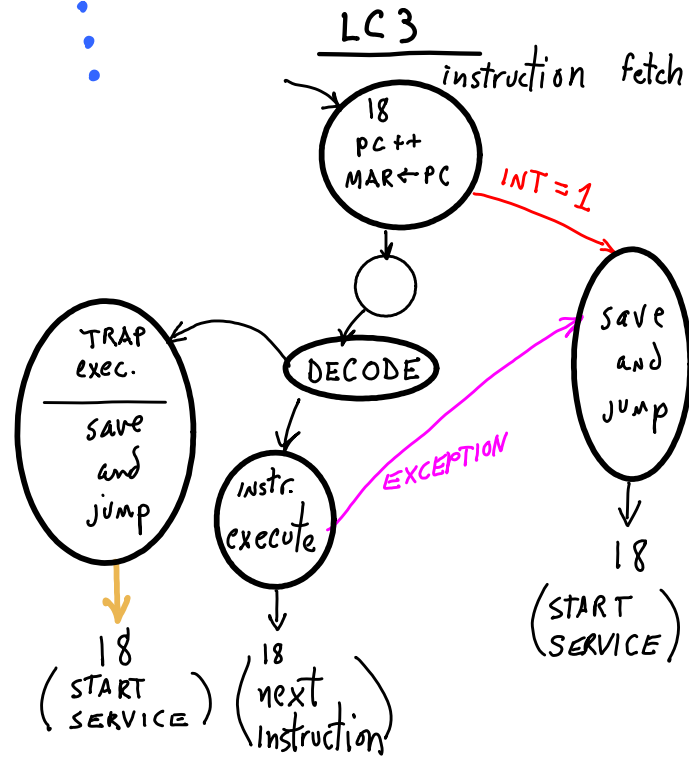 LC3
instruction fetch
18
PC++
MAR←PC
INT=1
save
and
jump
TRAP
exec.
save
and
jump
DECODE
instr.
execute
EXCEPTION
18
(START
SERVICE)
18
(START
SERVICE)
18
(next
instruction)